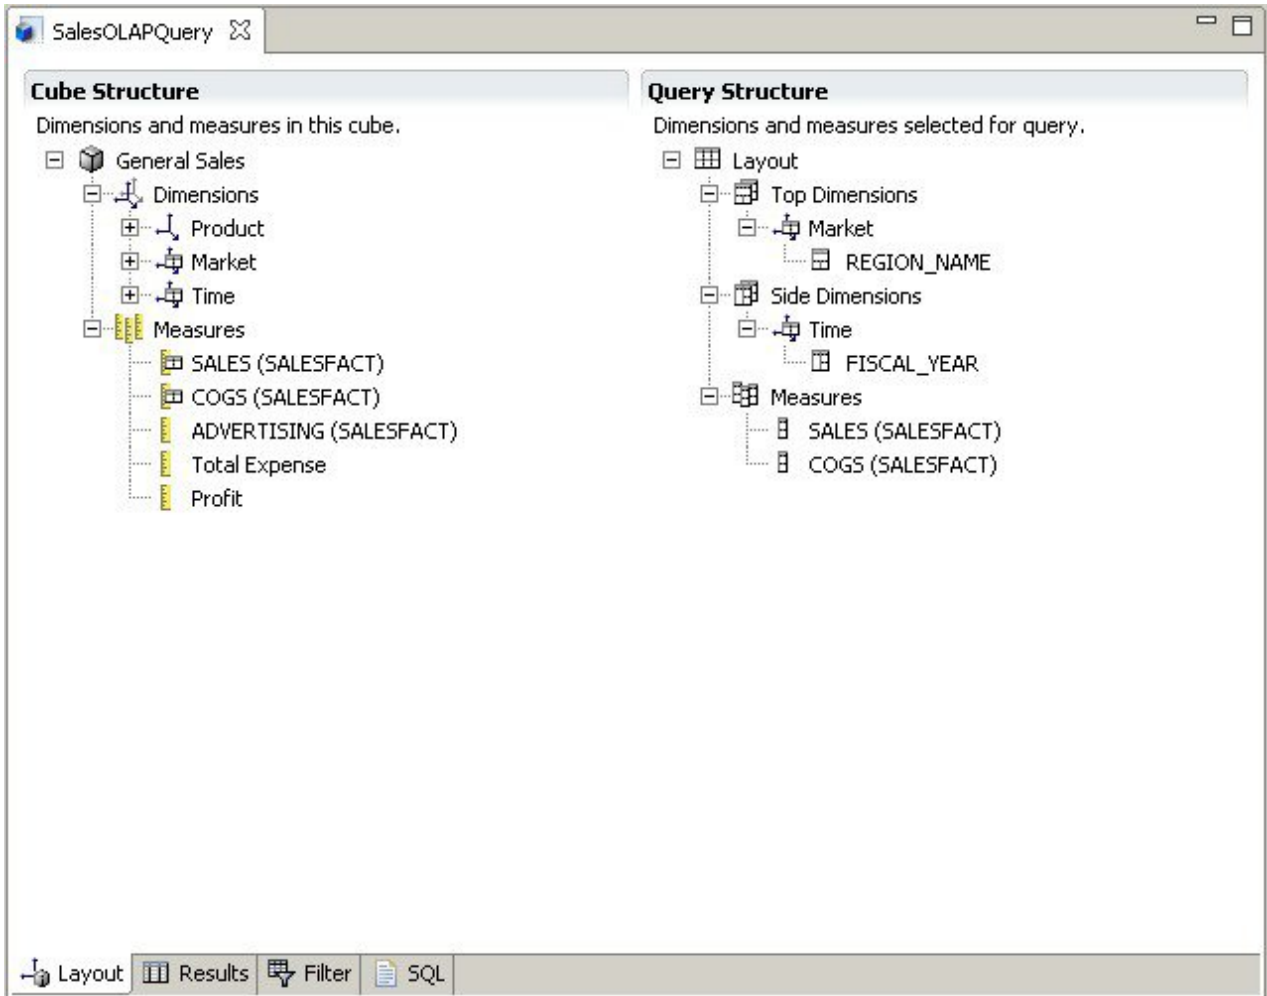 SalesOLAPQuery
Cube Structure
Dimensions and measures in this cube.
General Sales
Dimensions
Product
Market
Time
Measures
SALES (SALESFACT)
COGS (SALESFACT)
ADVERTISING (SALESFACT)
Total Expense
Profit
Query Structure
Dimensions and measures selected for query.
Layout
Top Dimensions
Market
REGION_NAME
Side Dimensions
Time
FISCAL_YEAR
Measures
SALES (SALESFACT)
COGS (SALESFACT)
Layout Results Filter SQL